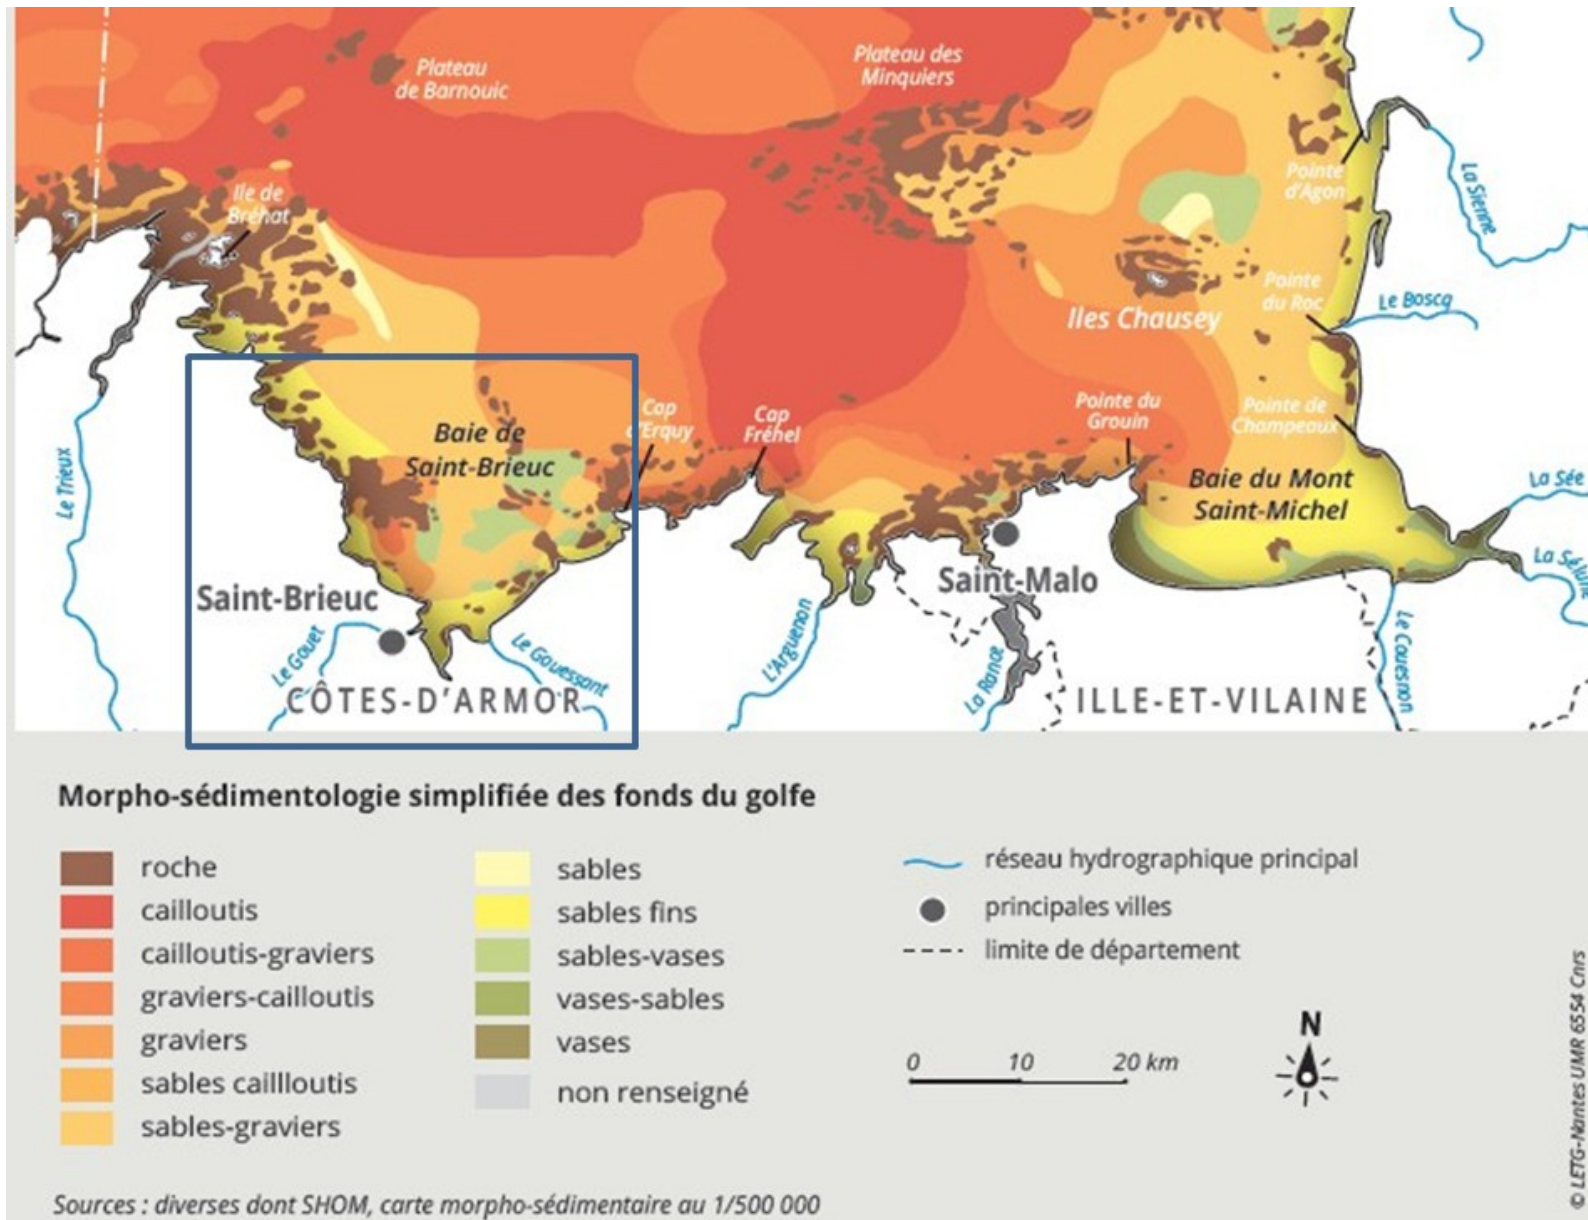 Plateau
de Barnouic
Plateau des
Minquiers
Ile de
Bréhat
Pointe
d'Agon
La Sienne
Pointe
du Roc
Le Boscq
Iles Chausey
Cap
d'Erquy
Cap
Fréhel
Pointe du
Grouin
Pointe de
Champeaux
Baie de
Saint-Brieuc
Le Trieux
Baie du Mont
Saint-Michel
La Sée
La Sélune
Saint-Brieuc
Saint-Malo
Le Gouet
Le Gouessant
L'Arguenon
La Rance
Le Couesnon
CÔTES-D'ARMOR
ILLE-ET-VILAINE
Morpho-sédimentologie simplifiée des fonds du golfe
roche
cailloutis
cailloutis-graviers
graviers-cailloutis
graviers
sables caillloutis
sables-graviers
sables
sables fins
sables-vases
vases-sables
vases
non renseigné
réseau hydrographique principal
principales villes
limite de département
0 10 20 km
N
© LETG-Nantes UMR 6554 Cnrs
Sources : diverses dont SHOM, carte morpho-sédimentaire au 1/500 000